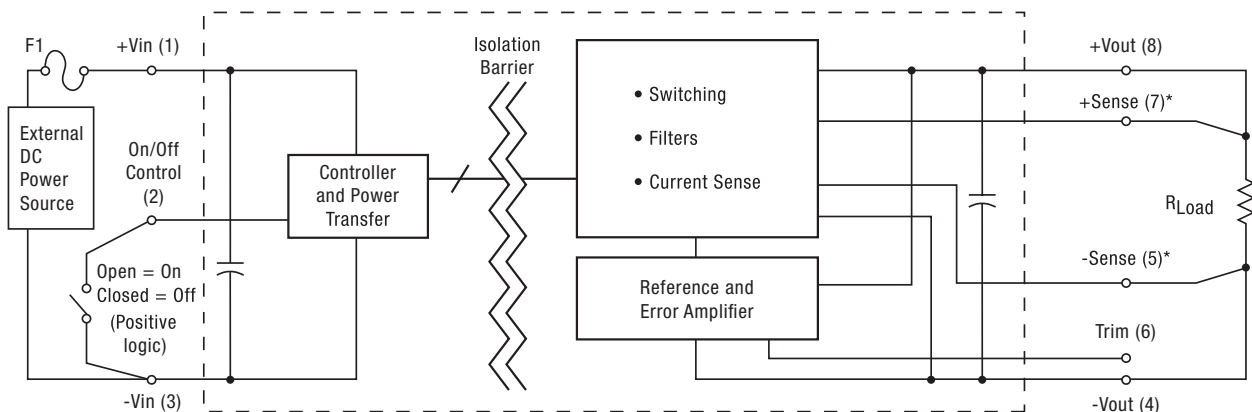 F1
+Vin (1)
External
DC
Power
Source
On/Off
Control
(2)
Open = On
Closed = Off
(Positive
logic)
-Vin (3)
Controller
and Power
Transfer
Isolation
Barrier
• Switching
• Filters
• Current Sense
Reference and
Error Amplifier
+Vout (8)
+Sense (7)*
RLoad
-Sense (5)*
Trim (6)
-Vout (4)